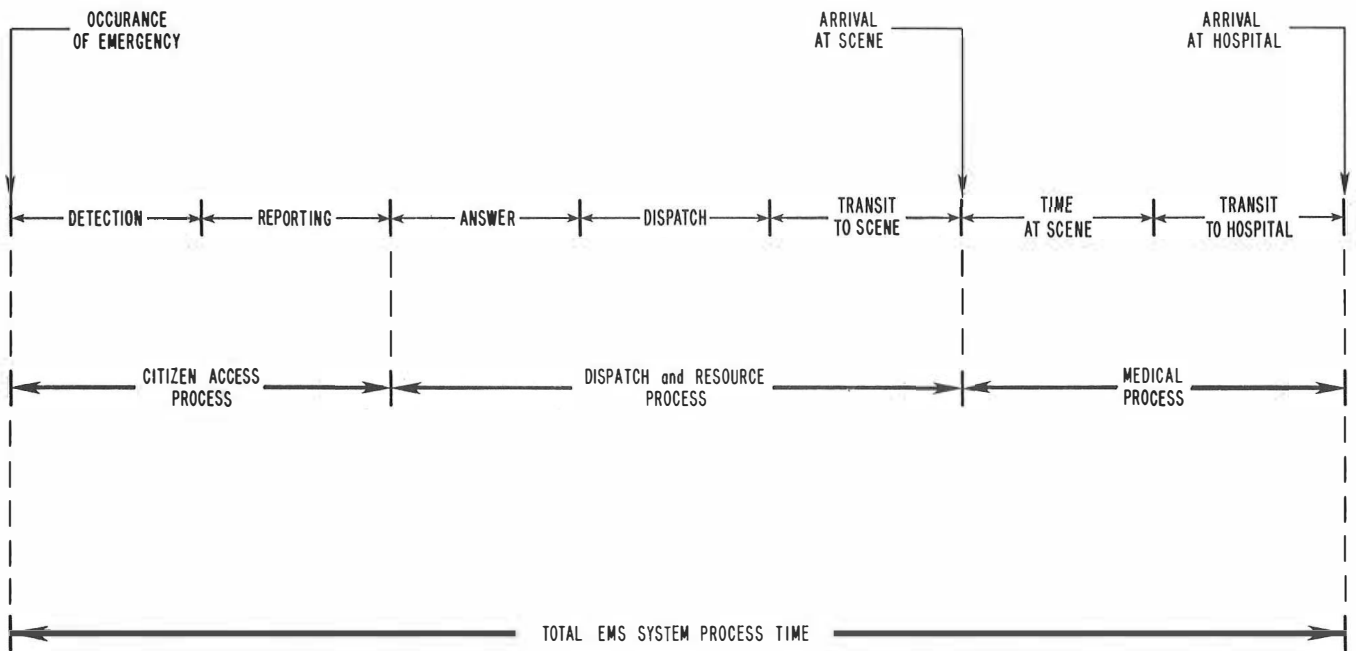 OCCURANCE
OF EMERGENCY
ARRIVAL
AT SCENE
ARRIVAL
AT HOSPITAL
DETECTION
REPORTING
ANSWER
DISPATCH
TRANSIT
TO SCENE
TIME
AT SCENE
TRANSIT
TO HOSPITAL
CITIZEN ACCESS
PROCESS
DISPATCH and RESOURCE
PROCESS
MEDICAL
PROCESS
TOTAL EMS SYSTEM PROCESS TIME